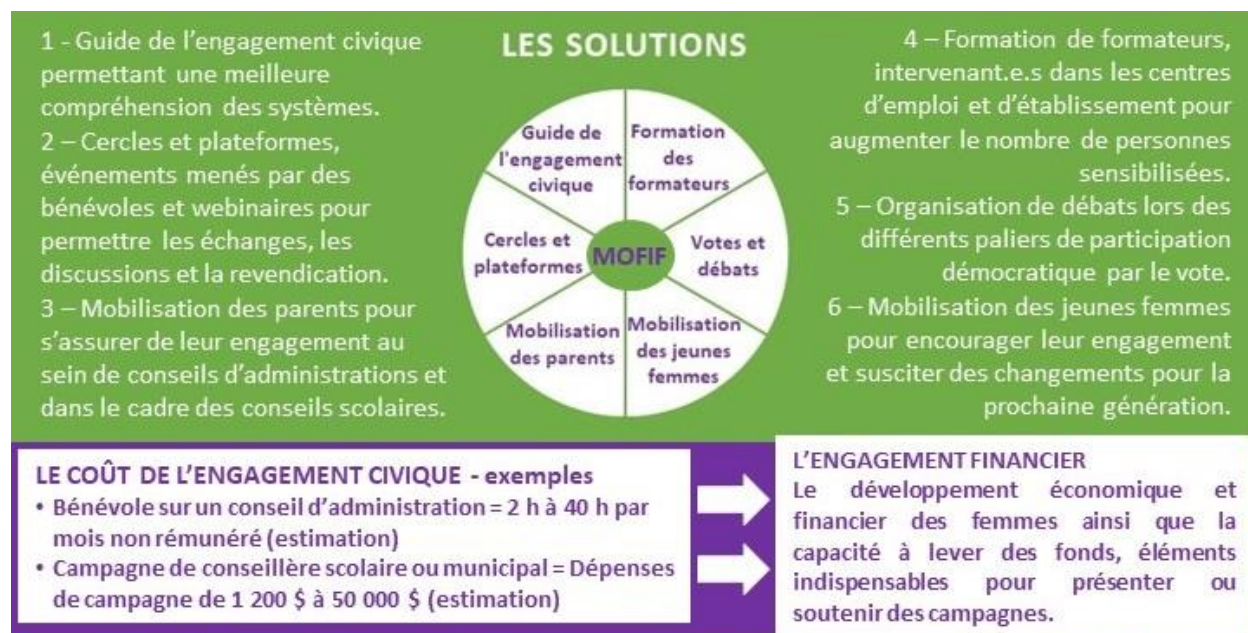 1 - Guide de l'engagement civique
permettant une meilleure
compréhension des systèmes.
2 – Cercles et plateformes,
événements menés par des
bénévoles et webinaires pour
permettre les échanges, les
discussions et la revendication.
3 – Mobilisation des parents pour
s'assurer de leur engagement au
sein de conseils d'administrations et
dans le cadre des conseils scolaires.
LES SOLUTIONS
Guide de
l'engagement
civique
Formation
des
formateurs
Cercles et
plateformes
MOFIF
Votes et
débats
Mobilisation
des parents
Mobilisation
des jeunes
femmes
4 – Formation de formateurs,
intervenant.e.s dans les centres
d'emploi et d'établissement pour
augmenter le nombre de personnes
sensibilisées.
5 – Organisation de débats lors des
différents paliers de participation
démocratique par le vote.
6 – Mobilisation des jeunes femmes
pour encourager leur engagement
et susciter des changements pour la
prochaine génération.
LE COÛT DE L'ENGAGEMENT CIVIQUE - exemples
• Bénévole sur un conseil d'administration = 2 h à 40 h par
mois non rémunéré (estimation)
• Campagne de conseillère scolaire ou municipal = Dépenses
de campagne de 1 200 $ à 50 000 $ (estimation)
L'ENGAGEMENT FINANCIER
Le développement économique et
financier des femmes ainsi que la
capacité à lever des fonds, éléments
indispensables pour présenter ou
soutenir des campagnes.